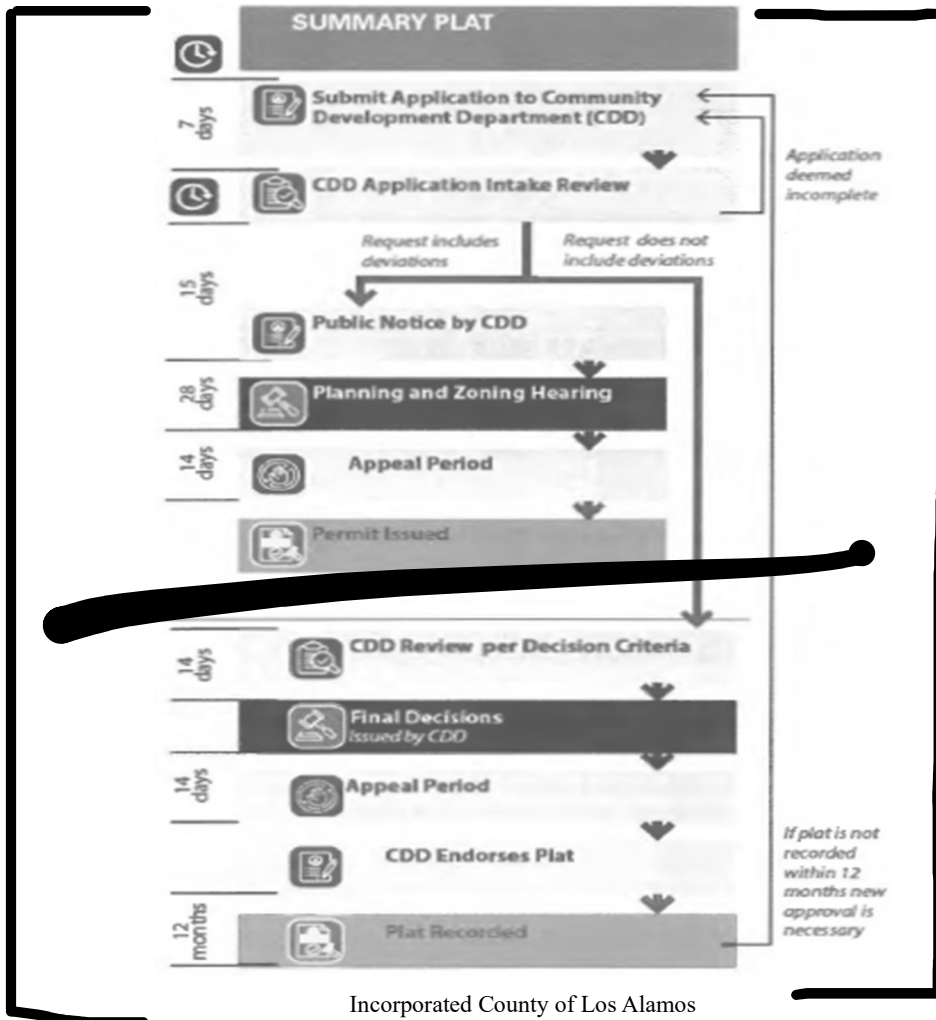 SUMMARY PLAT
7
days
Submit Application to Community
Development Department (CDD)
Application
deemed
incomplete
CDD Application Intake Review
Request includes
deviations
Request does not
include deviations
15
days
Public Notice by CDD
28
days
Planning and Zoning Hearing
14
days
Appeal Period
Permit Issued
14
days
CDD Review per Decision Criteria
Final Decisions
Issued by CDD
14
days
Appeal Period
CDD Endorses Plat
If plat is not
recorded
within 12
months new
approval is
necessary
12
months
Plat Recorded
Incorporated County of Los Alamos